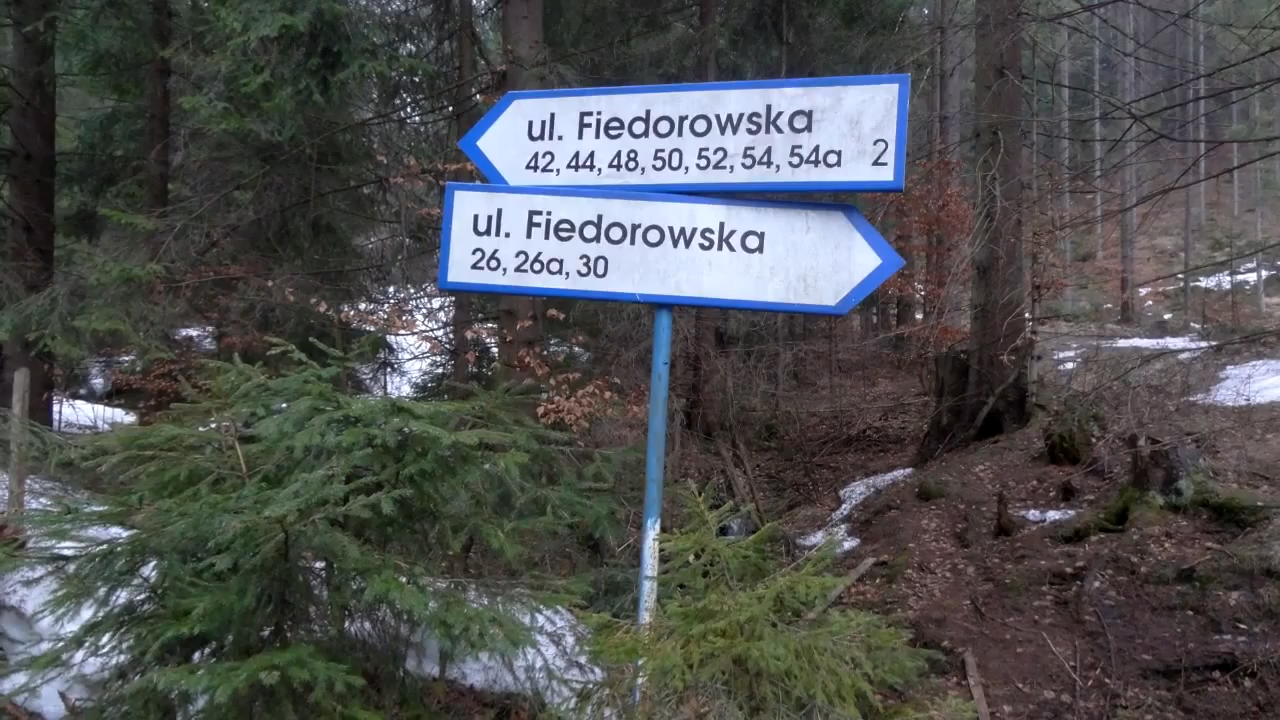 ul. Fiedorowska
42, 44, 48, 50, 52, 54, 54a 2
ul. Fiedorowska
26, 26a, 30